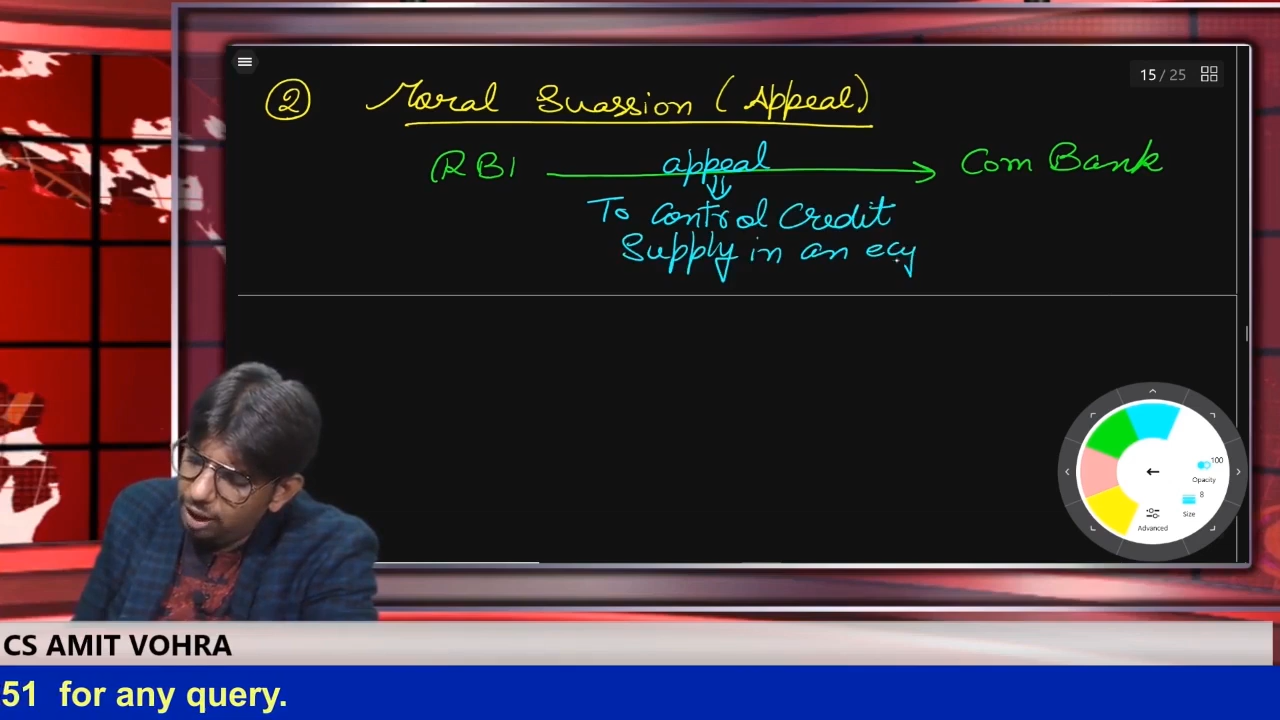 15/25
② Moral Suassion (Appeal)
RBI appeal Com Bank
To Control Credit
Supply in an ecy
100
Opacity
8
Size
Advanced
CS AMIT VOHRA
51 for any query.